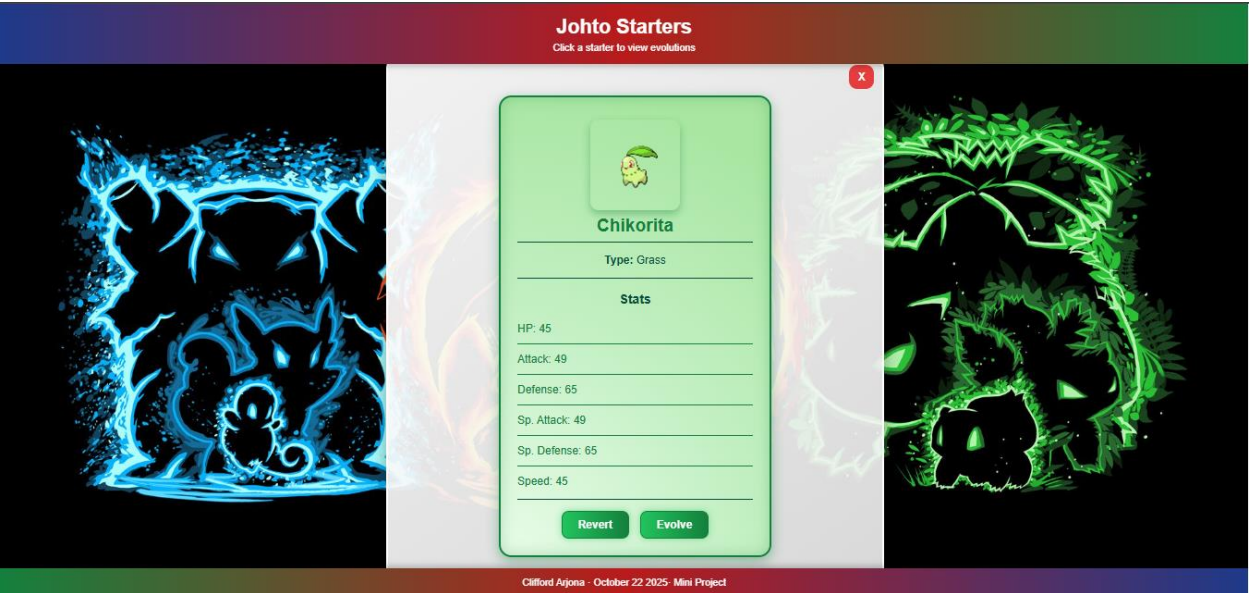 Johto Starters
Click a starter to view evolutions
X
Chikorita
Type: Grass
Stats
HP: 45
Attack: 49
Defense: 65
Sp. Attack: 49
Sp. Defense: 65
Speed: 45
Revert Evolve
Clifford Arjona - October 22 2025- Mini Project